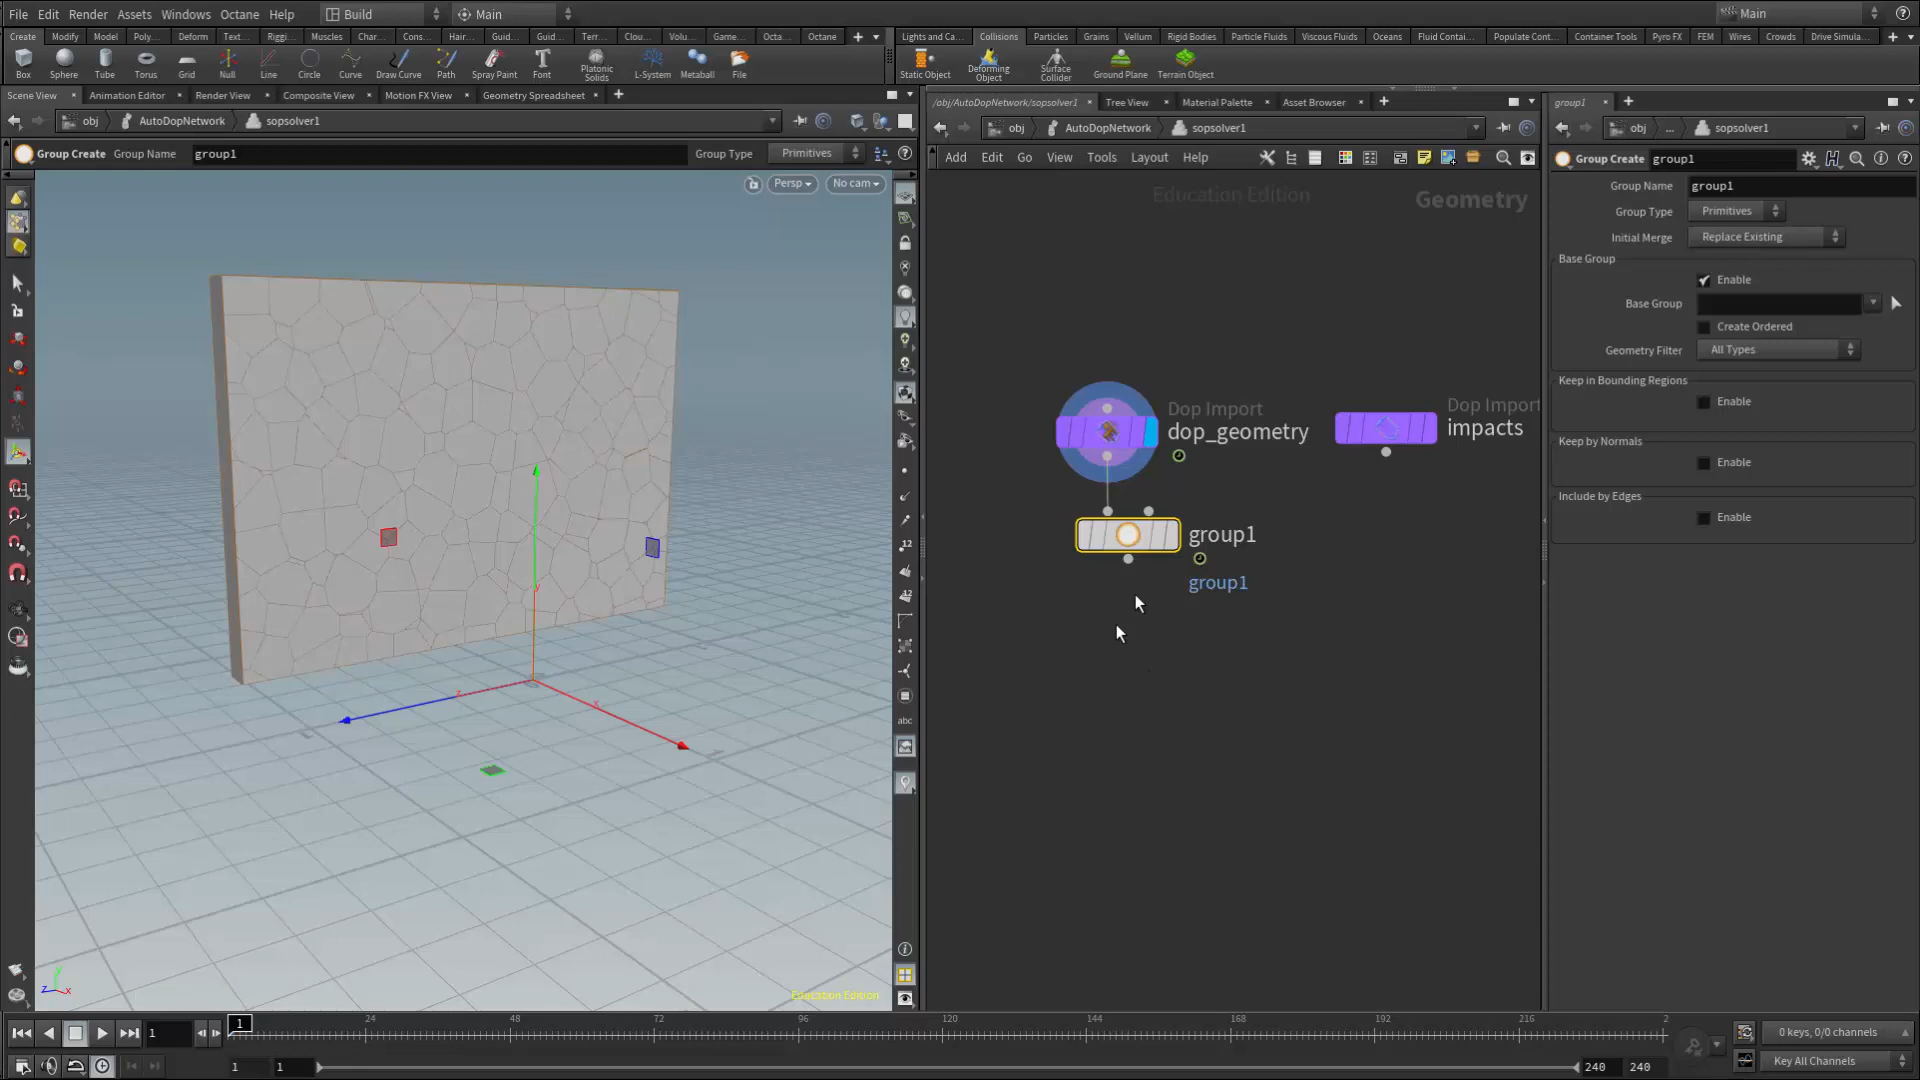 File Edit Render Assets Windows Octane Help Build Main Main
Create Modify Model Poly... Deform Text... Riggi... Muscles Char... Cons... Hair... Guid... Guid... Terr... Clou... Volu... Game... Octa... Octane
Lights and Ca... Collisions Particles Grains Vellum Rigid Bodies Particle Fluids Viscous Fluids Oceans Fluid Contai... Populate Cont... Container Tools Pyro FX FEM Wires Crowds Drive Simula...
Box Sphere Tube Torus Grid Null Line Circle Curve Draw Curve Path Spray Paint Font Platonic Solids L-System Metaball File
Static Object Deforming Object Surface Collider Ground Plane Terrain Object
Scene View Animation Editor Render View Composite View Motion FX View Geometry Spreadsheet
/obj/AutoDopNetwork/sopsolver1 Tree View Material Palette Asset Browser
group1
obj AutoDopNetwork sopsolver1
obj AutoDopNetwork sopsolver1
obj ... sopsolver1
Group Create Group Name group1 Group Type Primitives
Add Edit Go View Tools Layout Help
Group Create group1
Persp No cam
Education Edition
Geometry
Group Name group1
Group Type Primitives
Initial Merge Replace Existing
Base Group
Enable
Base Group
Create Ordered
Geometry Filter All Types
Keep in Bounding Regions
Enable
Keep by Normals
Enable
Include by Edges
Enable
Dop Import
dop_geometry
Dop Import
impacts
group1
group1
12
12
abc
y
z x
y
z x
Education Edition
1 1 24 48 72 96 120 144 168 192 216 2
0 keys, 0/0 channels
1 1 240 240
Key All Channels